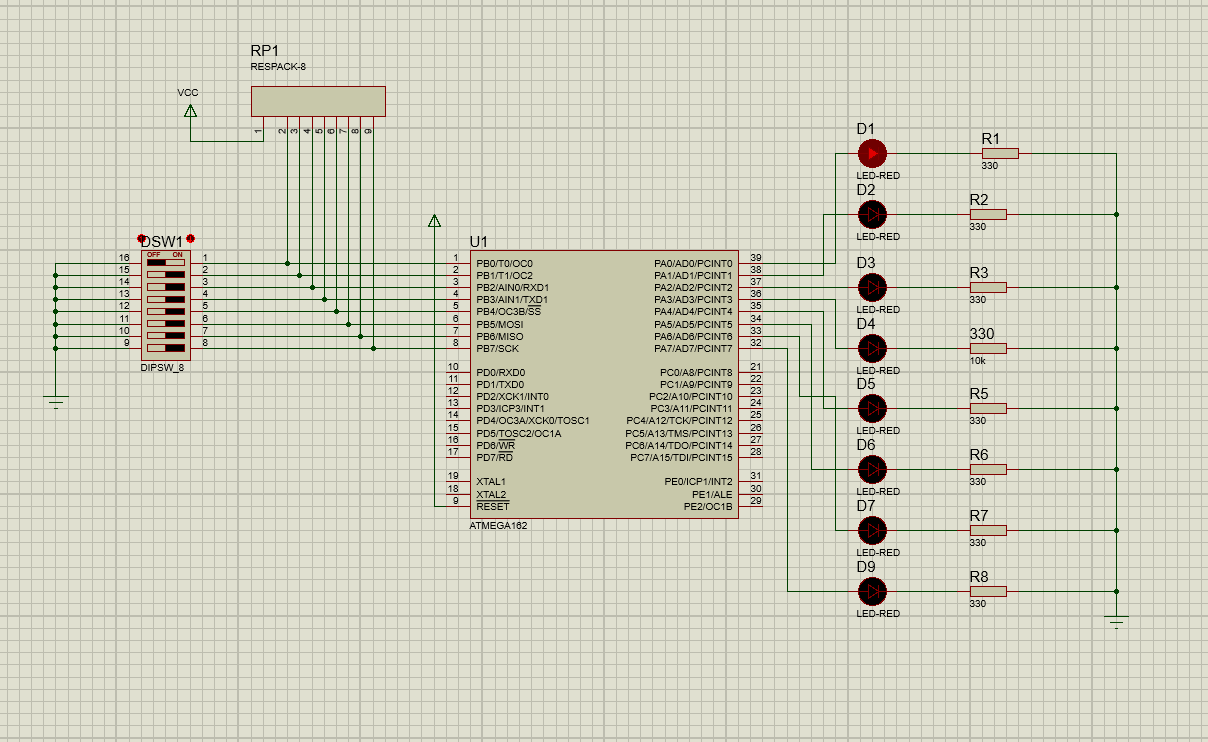 RP1
RESPACK-8
VCC
1 2 3 4 5 6 7 8 9
DSW1
OFF ON
16 1
15 2
14 3
13 4
12 5
11 6
10 7
9 8
DIPSW_8
U1
1 PB0/T0/OC0 PA0/AD0/PCINT0 39
2 PB1/T1/OC2 PA1/AD1/PCINT1 38
3 PB2/AIN0/RXD1 PA2/AD2/PCINT2 37
4 PB3/AIN1/TXD1 PA3/AD3/PCINT3 36
5 PB4/OC3B/SS PA4/AD4/PCINT4 35
6 PB5/MOSI PA5/AD5/PCINT5 34
7 PB6/MISO PA6/AD6/PCINT6 33
8 PB7/SCK PA7/AD7/PCINT7 32
10 PD0/RXD0 PC0/A8/PCINT8 21
11 PD1/TXD0 PC1/A9/PCINT9 22
12 PD2/XCK1/INT0 PC2/A10/PCINT10 23
13 PD3/ICP3/INT1 PC3/A11/PCINT11 24
14 PD4/OC3A/XCK0/TOSC1 PC4/A12/TCK/PCINT12 25
15 PD5/TOSC2/OC1A PC5/A13/TMS/PCINT13 26
16 PD6/WR PC6/A14/TDO/PCINT14 27
17 PD7/RD PC7/A15/TDI/PCINT15 28
19 XTAL1 PE0/ICP1/INT2 31
18 XTAL2 PE1/ALE 30
9 RESET PE2/OC1B 29
ATMEGA162
D1 R1
LED-RED 330
D2 R2
LED-RED 330
D3 R3
LED-RED 330
D4 330
LED-RED 10k
D5 R5
LED-RED 330
D6 R6
LED-RED 330
D7 R7
LED-RED 330
D9 R8
LED-RED 330